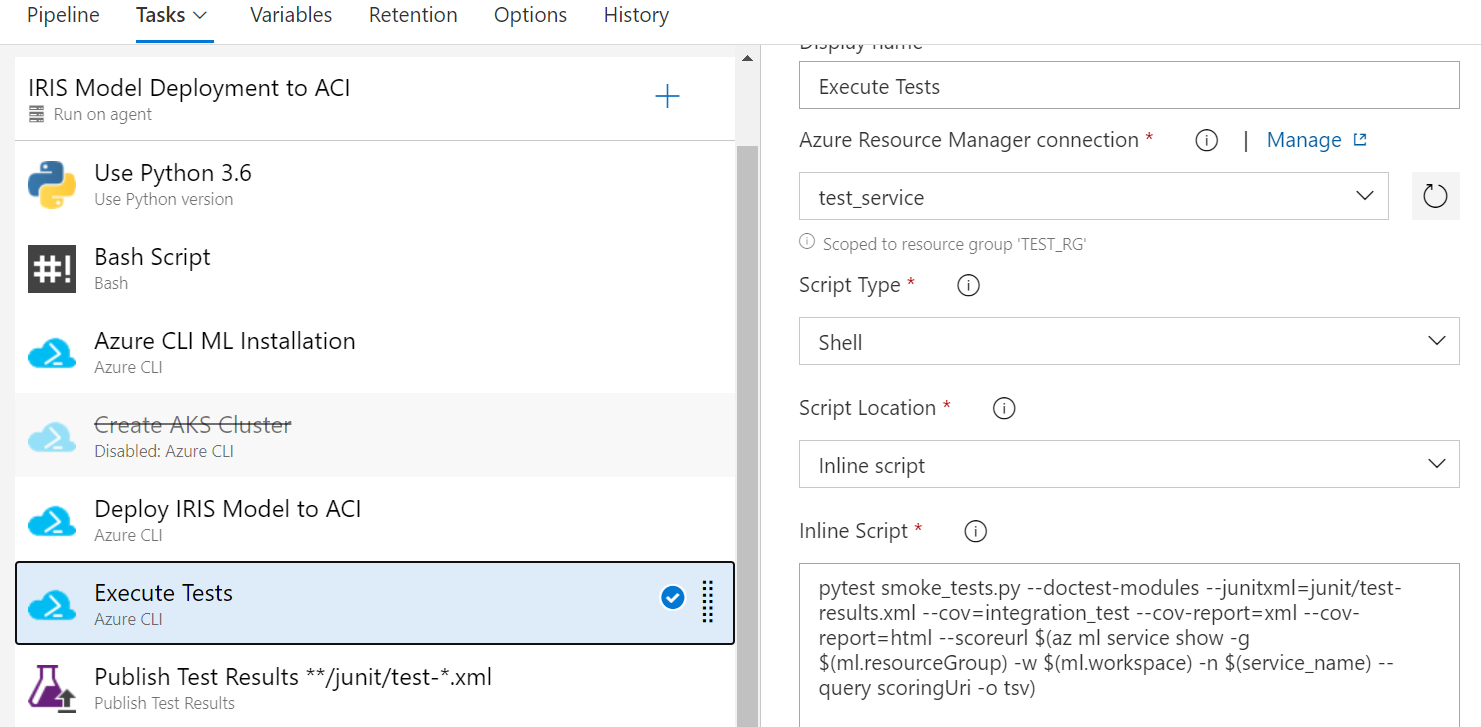 Pipeline Tasks Variables Retention Options History
IRIS Model Deployment to ACI
Run on agent
Use Python 3.6
Use Python version
#!
Bash Script
Bash
Azure CLI ML Installation
Azure CLI
Create AKS Cluster
Disabled: Azure CLI
Deploy IRIS Model to ACI
Azure CLI
Execute Tests
Azure CLI
Publish Test Results **/junit/test-*.xml
Publish Test Results
Display name
Execute Tests
Azure Resource Manager connection * | Manage
test_service
Scoped to resource group 'TEST_RG'
Script Type *
Shell
Script Location *
Inline script
Inline Script *
pytest smoke_tests.py --doctest-modules --junitxml=junit/test-
results.xml --cov=integration_test --cov-report=xml --cov-
report=html --scoreurl $(az ml service show -g
$(ml.resourceGroup) -w $(ml.workspace) -n $(service_name) --
query scoringUri -o tsv)